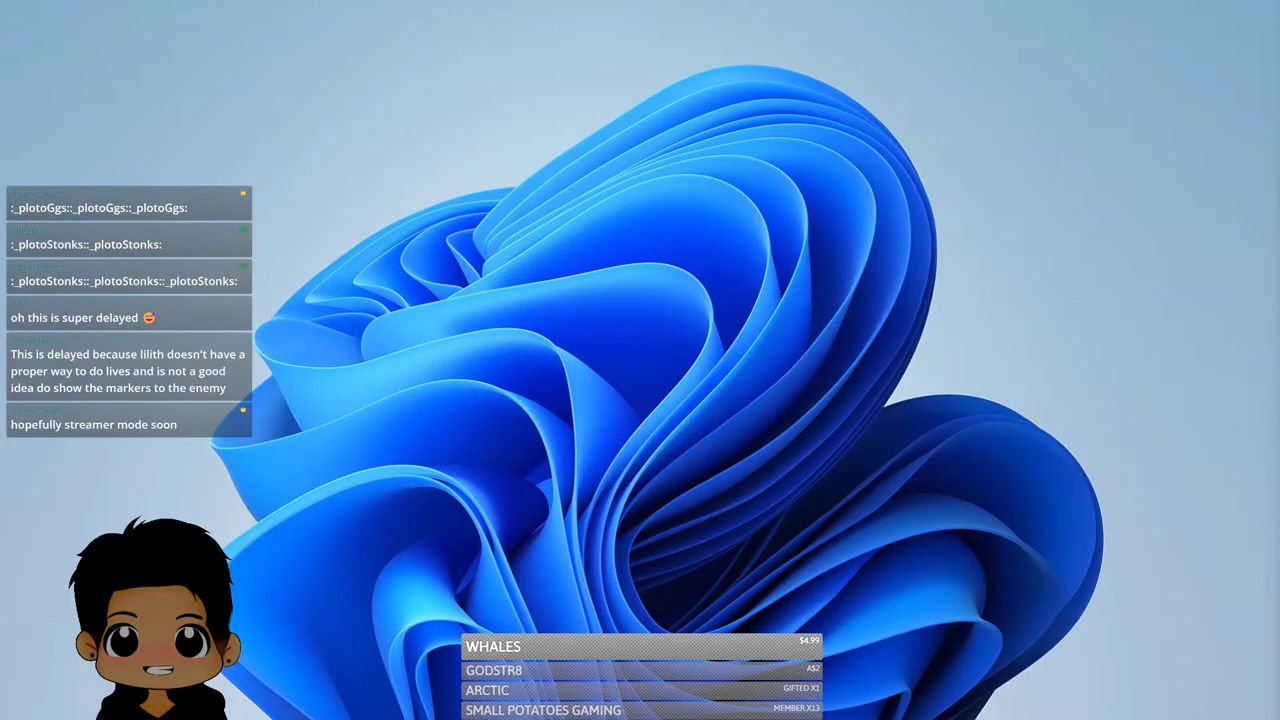 :_plotoGgs::_plotoGgs::_plotoGgs:
:_plotoStonks::_plotoStonks:
:_plotoStonks::_plotoStonks::_plotoStonks:
oh this is super delayed 😅
This is delayed because lilith doesn't have a
proper way to do lives and is not a good
idea do show the markers to the enemy
hopefully streamer mode soon
WHALES $4.99
GODSTR8 A$2
ARCTIC GIFTED X1
SMALL POTATOES GAMING MEMBER X13